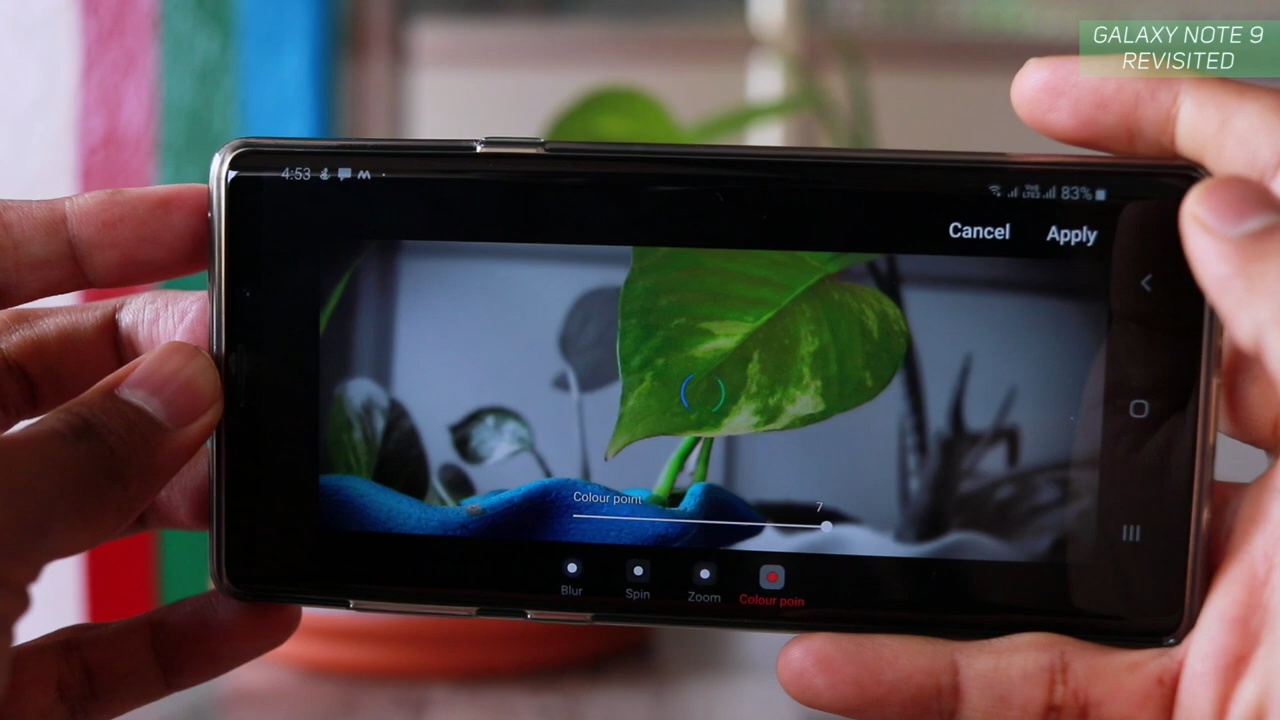 GALAXY NOTE 9
REVISITED
4:53
83%
Cancel
Apply
Colour point
7
Blur
Spin
Zoom
Colour poin